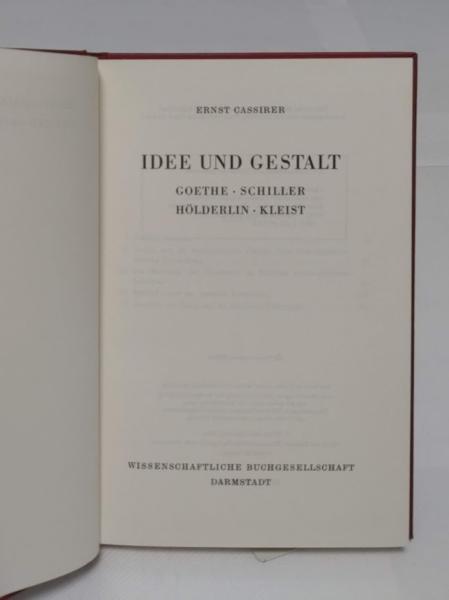 ERNST CASSIRER
IDEE UND GESTALT
GOETHE · SCHILLER
HÖLDERLIN · KLEIST
WISSENSCHAFTLICHE BUCHGESELLSCHAFT
DARMSTADT